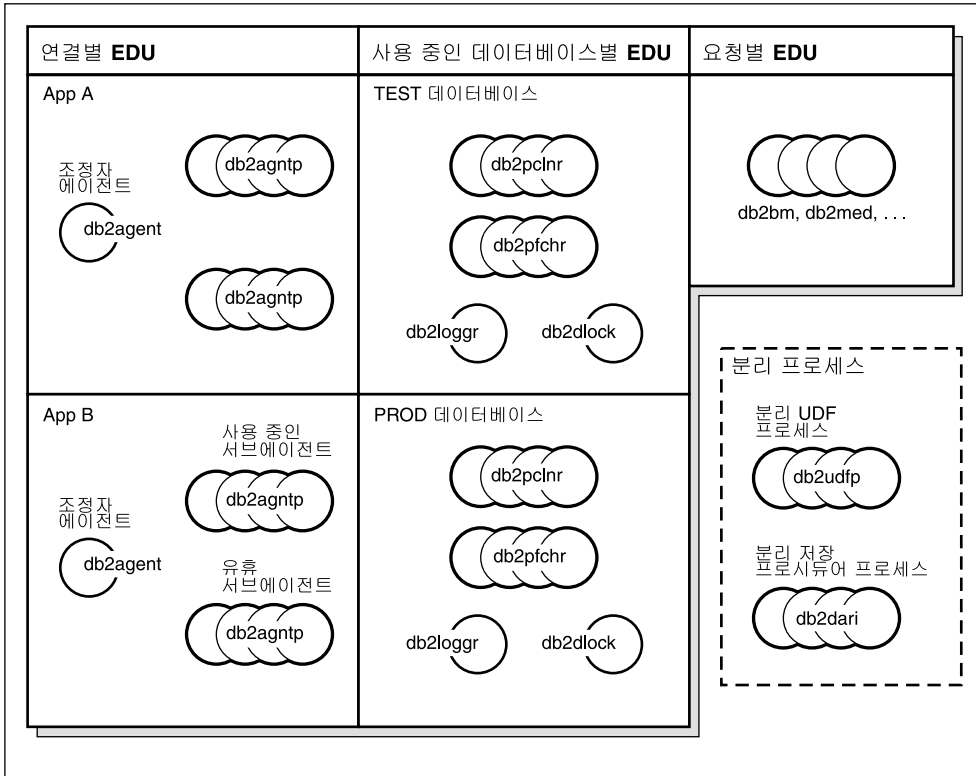 연결별 EDU
사용 중인 데이터베이스별 EDU
요청별 EDU
App A
조정자
에이전트
db2agent
db2agntp
db2agntp
TEST 데이터베이스
db2pclnr
db2pfchr
db2loggr
db2dlock
db2bm, db2med, . . .
App B
조정자
에이전트
db2agent
사용 중인
서브에이전트
db2agntp
유휴
서브에이전트
db2agntp
PROD 데이터베이스
db2pclnr
db2pfchr
db2loggr
db2dlock
분리 프로세스
분리 UDF
프로세스
db2udfp
분리 저장
프로시듀어 프로세스
db2dari